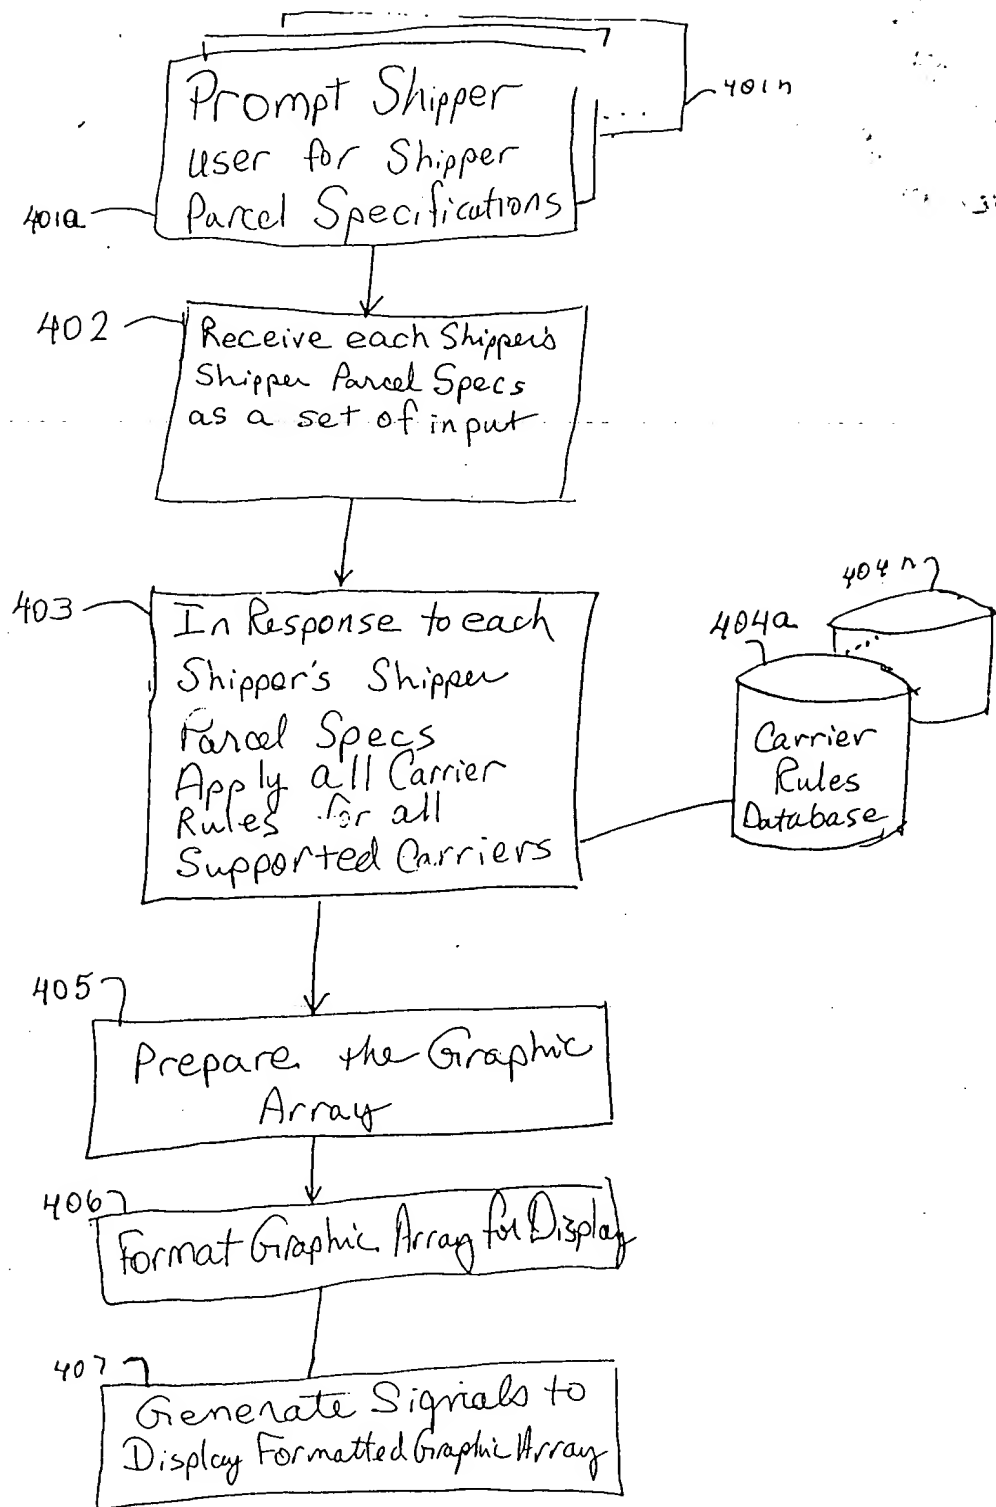 401n
Prompt Shipper
user for Shipper
Parcel Specifications
401a
402
Receive each Shipper's
Shipper Parcel Specs
as a set of input
403
In Response to each
Shipper's Shipper
Parcel Specs
Apply all Carrier
Rules for all
Supported Carriers
404n
404a
Carrier
Rules
Database
405
Prepare the Graphic
Array
406
Format Graphic Array for Display
407
Generate Signals to
Display Formatted Graphic Array